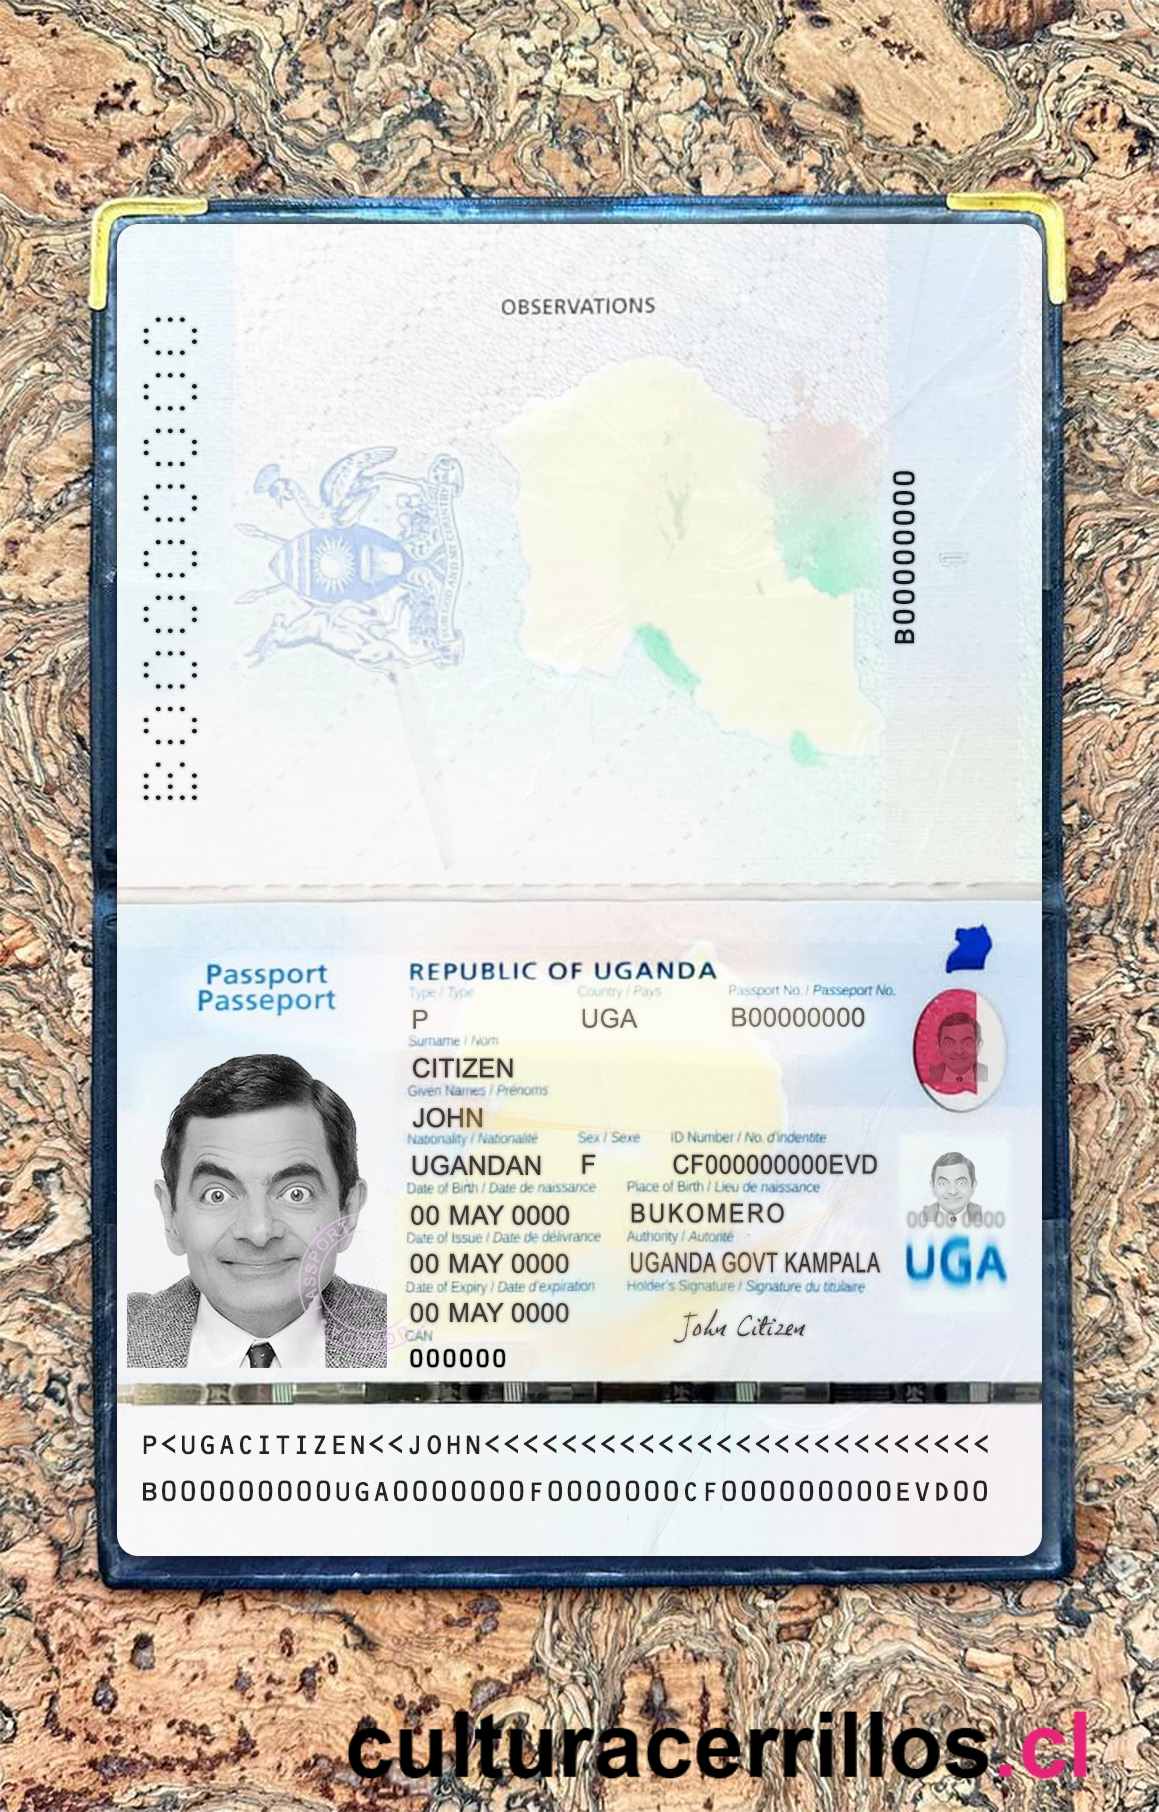 OBSERVATIONS
B00000000
B00000000
Passport
Passeport
REPUBLIC OF UGANDA
Type / Type Country / Pays Passport No. / Passeport No.
P UGA B00000000
Surname / Nom
CITIZEN
Given Names / Prénoms
JOHN
Nationality / Nationalité Sex / Sexe ID Number / No. d'indentite
UGANDAN F CF000000000EVD
Date of Birth / Date de naissance Place of Birth / Lieu de naissance
00 MAY 0000 BUKOMERO
Date of Issue / Date de délivrance Authority / Autorité
00 MAY 0000 UGANDA GOVT KAMPALA
Date of Expiry / Date d'expiration Holder's Signature / Signature du titulaire
00 MAY 0000 John Citizen
CAN
000000
00 00 0000
UGA
P<UGACITIZEN<<JOHN<<<<<<<<<<<<<<<<<<<<<<<<<<
B000000000UGA0000000F0000000CF000000000EVD00
culturacerrillos.cl